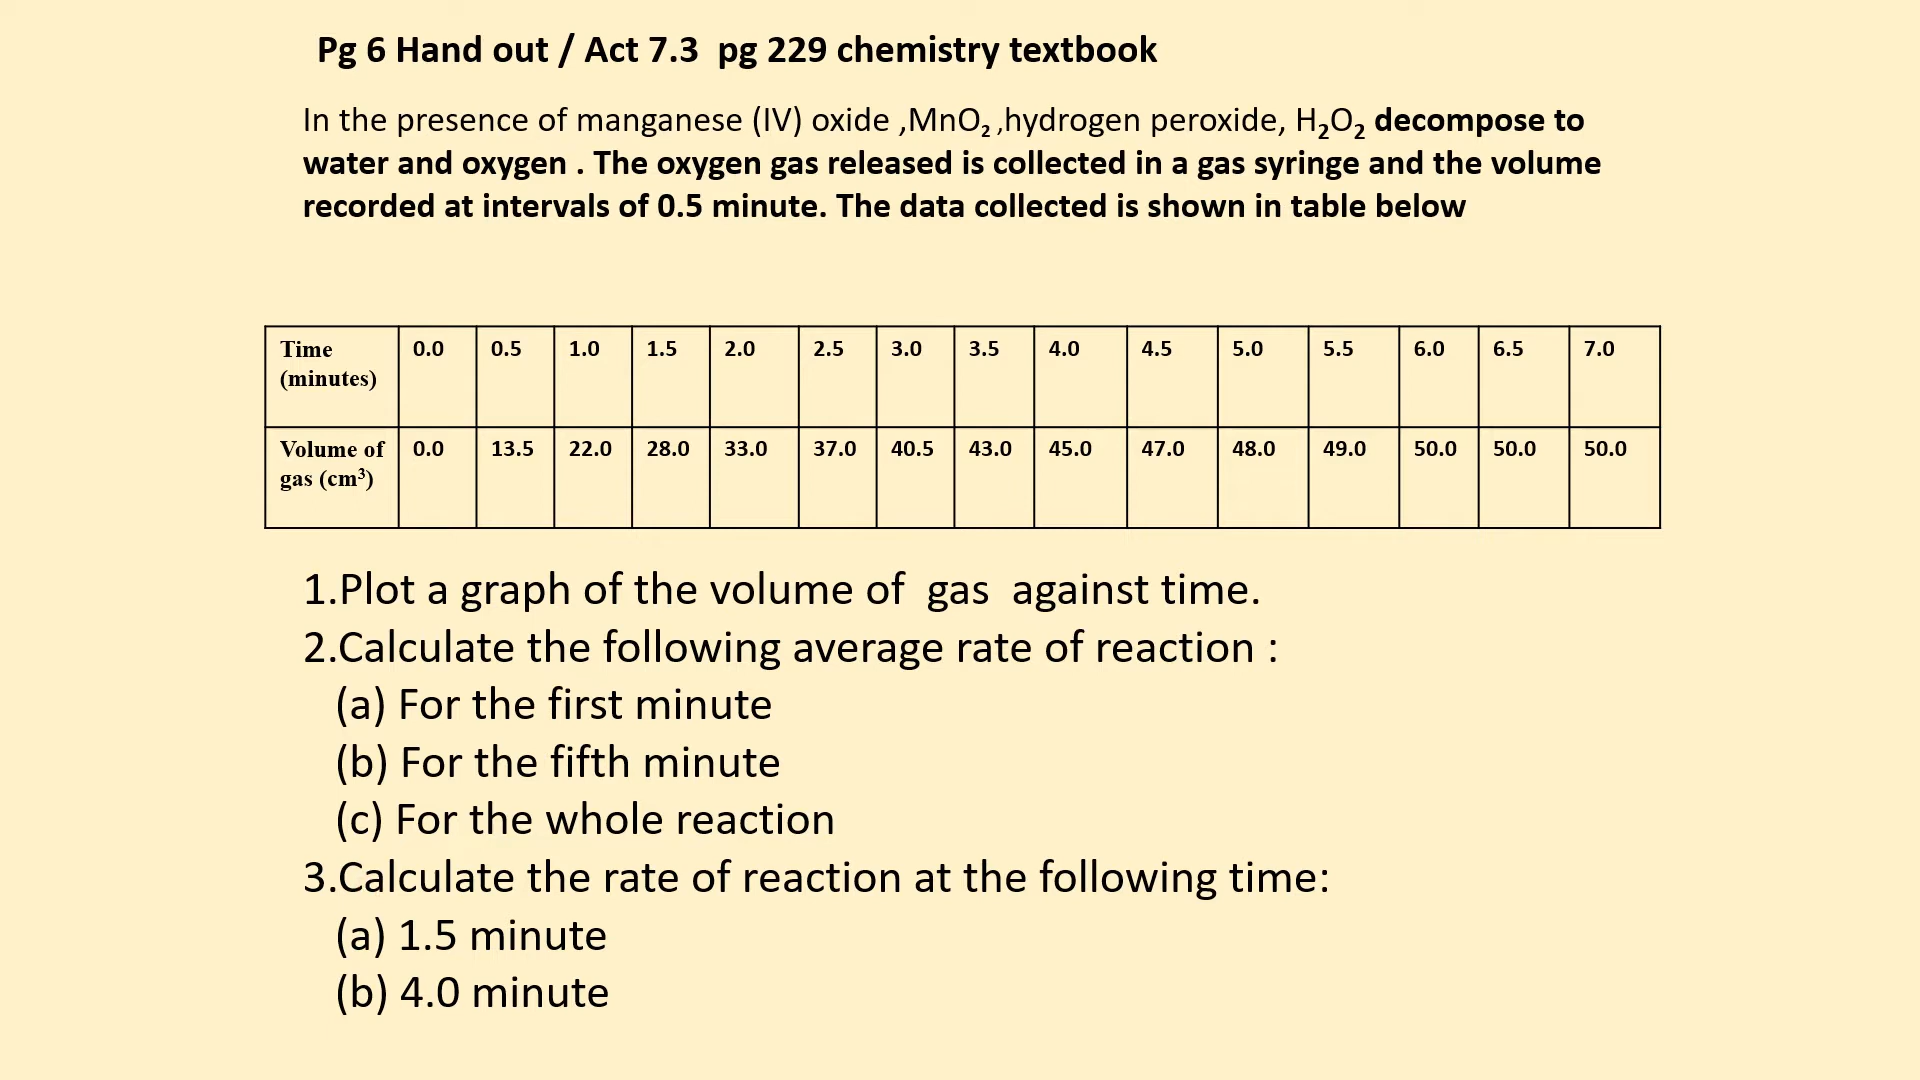 Pg 6 Hand out / Act 7.3  pg 229 chemistry textbook
In the presence of manganese (IV) oxide ,MnO₂ ,hydrogen peroxide, H₂O₂ decompose to
water and oxygen . The oxygen gas released is collected in a gas syringe and the volume
recorded at intervals of 0.5 minute. The data collected is shown in table below
Time (minutes) 0.0 0.5 1.0 1.5 2.0 2.5 3.0 3.5 4.0 4.5 5.0 5.5 6.0 6.5 7.0
Volume of gas (cm³) 0.0 13.5 22.0 28.0 33.0 37.0 40.5 43.0 45.0 47.0 48.0 49.0 50.0 50.0 50.0
1.Plot a graph of the volume of  gas  against time.
2.Calculate the following average rate of reaction :
(a) For the first minute
(b) For the fifth minute
(c) For the whole reaction
3.Calculate the rate of reaction at the following time:
(a) 1.5 minute
(b) 4.0 minute